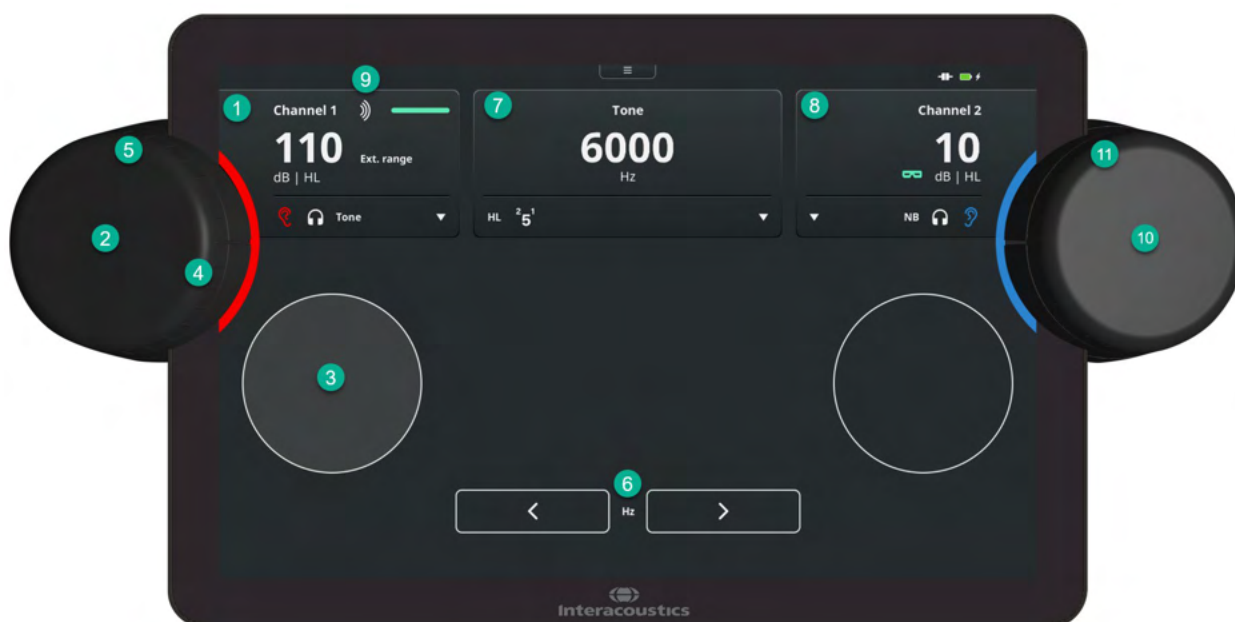 9
1
Channel 1
110
Ext. range
dB | HL
Tone
7
Tone
6000
Hz
HL 2 5 1
8
Channel 2
10
dB | HL
NB
5
2
4
11
10
3
6
Hz
Interacoustics